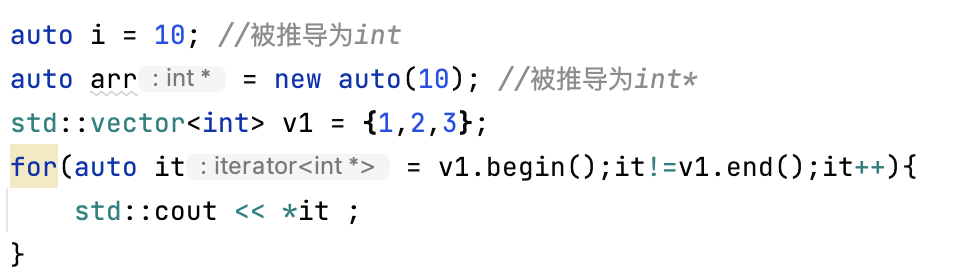 auto i = 10; //被推导为int
auto arr : int * = new auto(10); //被推导为int*
std::vector<int> v1 = {1,2,3};
for(auto it : iterator<int *> = v1.begin();it!=v1.end();it++){
    std::cout << *it ;
}